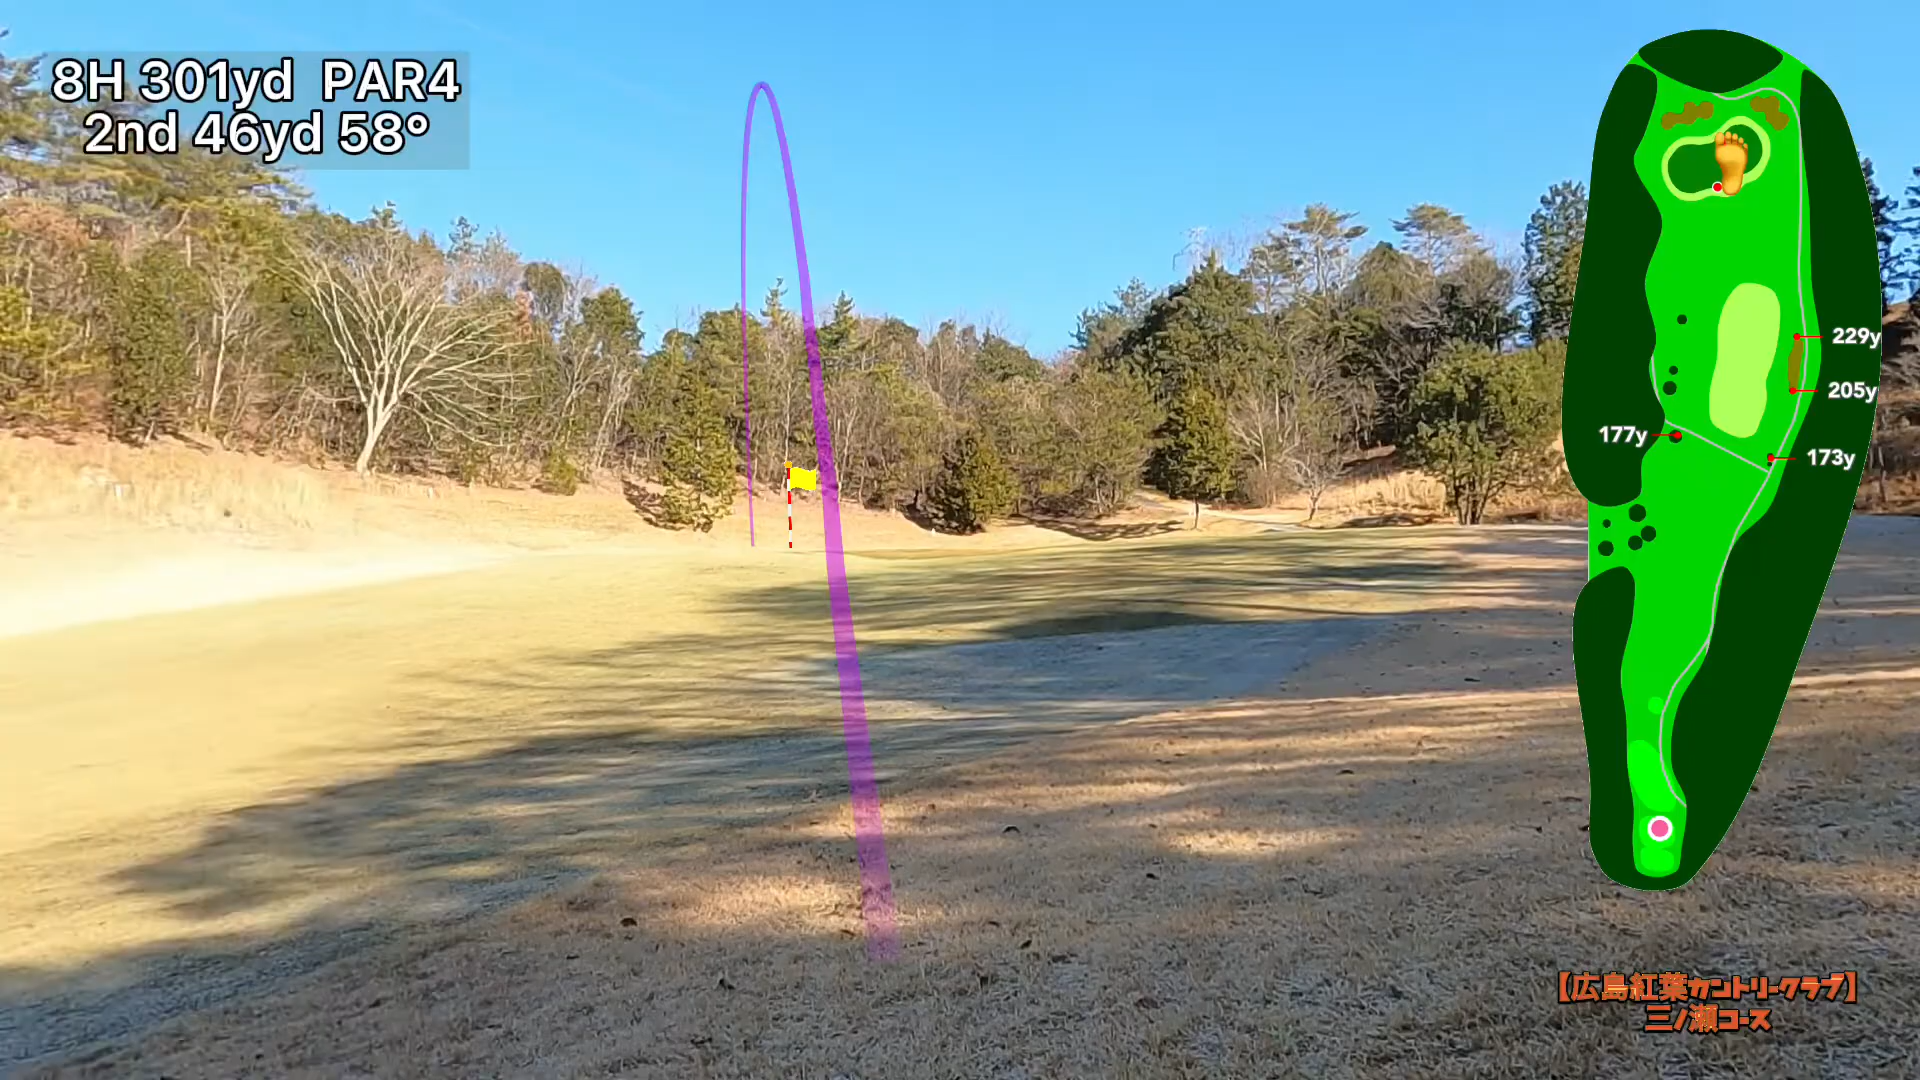 8H 301yd PAR4
2nd 46yd 58°
229y
205y
177y
173y
【広島紅葉カントリークラブ】
三ノ瀬コース